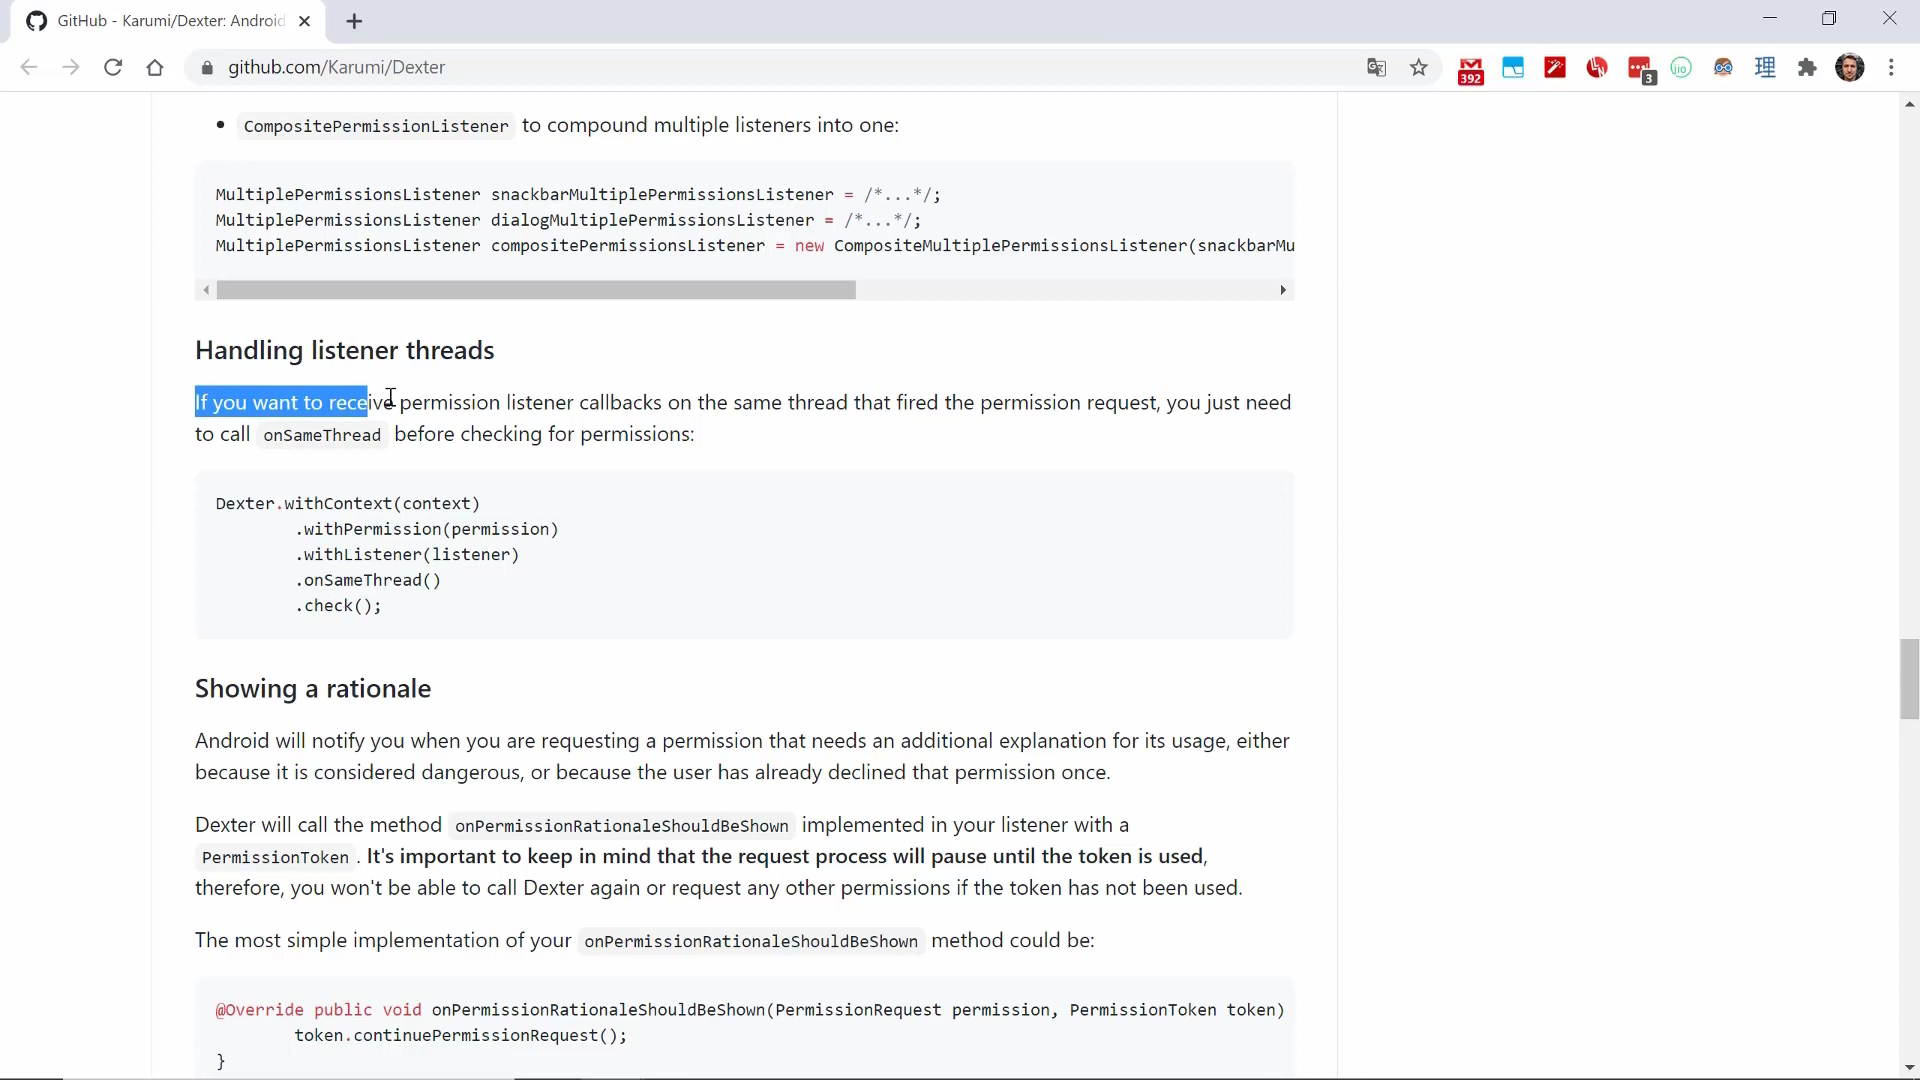 GitHub - Karumi/Dexter: Android
github.com/Karumi/Dexter
392
3
理
• CompositePermissionListener to compound multiple listeners into one:
MultiplePermissionsListener snackbarMultiplePermissionsListener = /*...*/;
MultiplePermissionsListener dialogMultiplePermissionsListener = /*...*/;
MultiplePermissionsListener compositePermissionsListener = new CompositeMultiplePermissionsListener(snackbarMu
Handling listener threads
If you want to receive permission listener callbacks on the same thread that fired the permission request, you just need
to call onSameThread before checking for permissions:
Dexter.withContext(context)
.withPermission(permission)
.withListener(listener)
.onSameThread()
.check();
Showing a rationale
Android will notify you when you are requesting a permission that needs an additional explanation for its usage, either
because it is considered dangerous, or because the user has already declined that permission once.
Dexter will call the method onPermissionRationaleShouldBeShown implemented in your listener with a
PermissionToken . It's important to keep in mind that the request process will pause until the token is used,
therefore, you won't be able to call Dexter again or request any other permissions if the token has not been used.
The most simple implementation of your onPermissionRationaleShouldBeShown method could be:
@Override public void onPermissionRationaleShouldBeShown(PermissionRequest permission, PermissionToken token)
token.continuePermissionRequest();
}